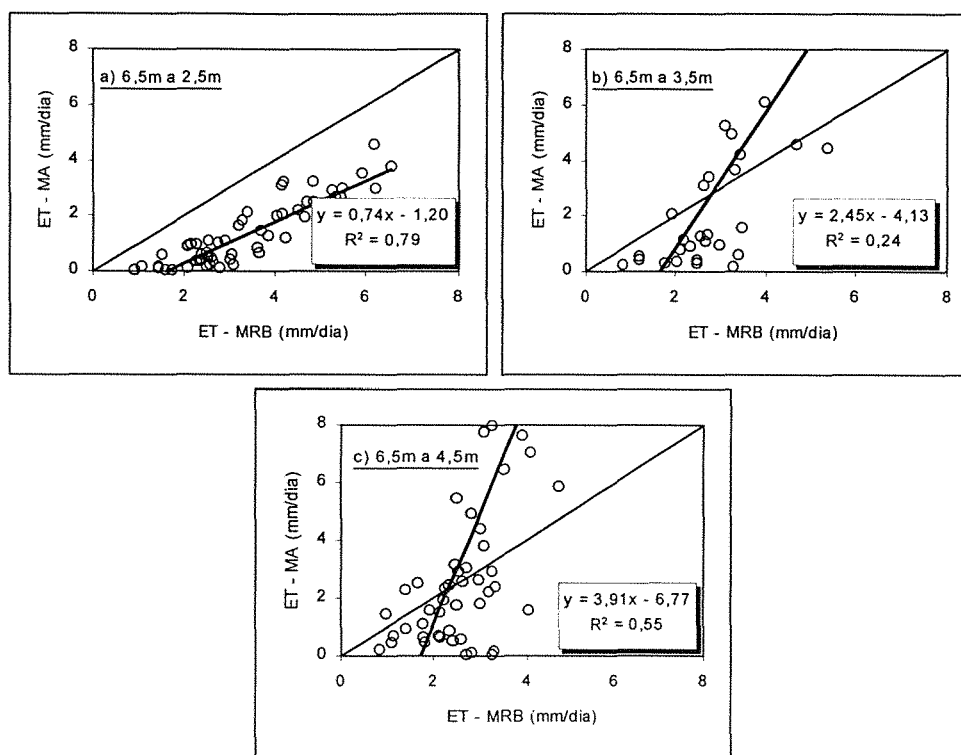 a) 6,5m a 2,5m
ET - MA (mm/dia)
8
6
4
2
0
y = 0,74x - 1,20
R² = 0,79
0 2 4 6 8
ET - MRB (mm/dia)
b) 6,5m a 3,5m
ET - MA (mm/dia)
8
6
4
2
0
y = 2,45x - 4,13
R² = 0,24
0 2 4 6 8
ET - MRB (mm/dia)
c) 6,5m a 4,5m
ET - MA (mm/dia)
8
6
4
2
0
y = 3,91x - 6,77
R² = 0,55
0 2 4 6 8
ET - MRB (mm/dia)